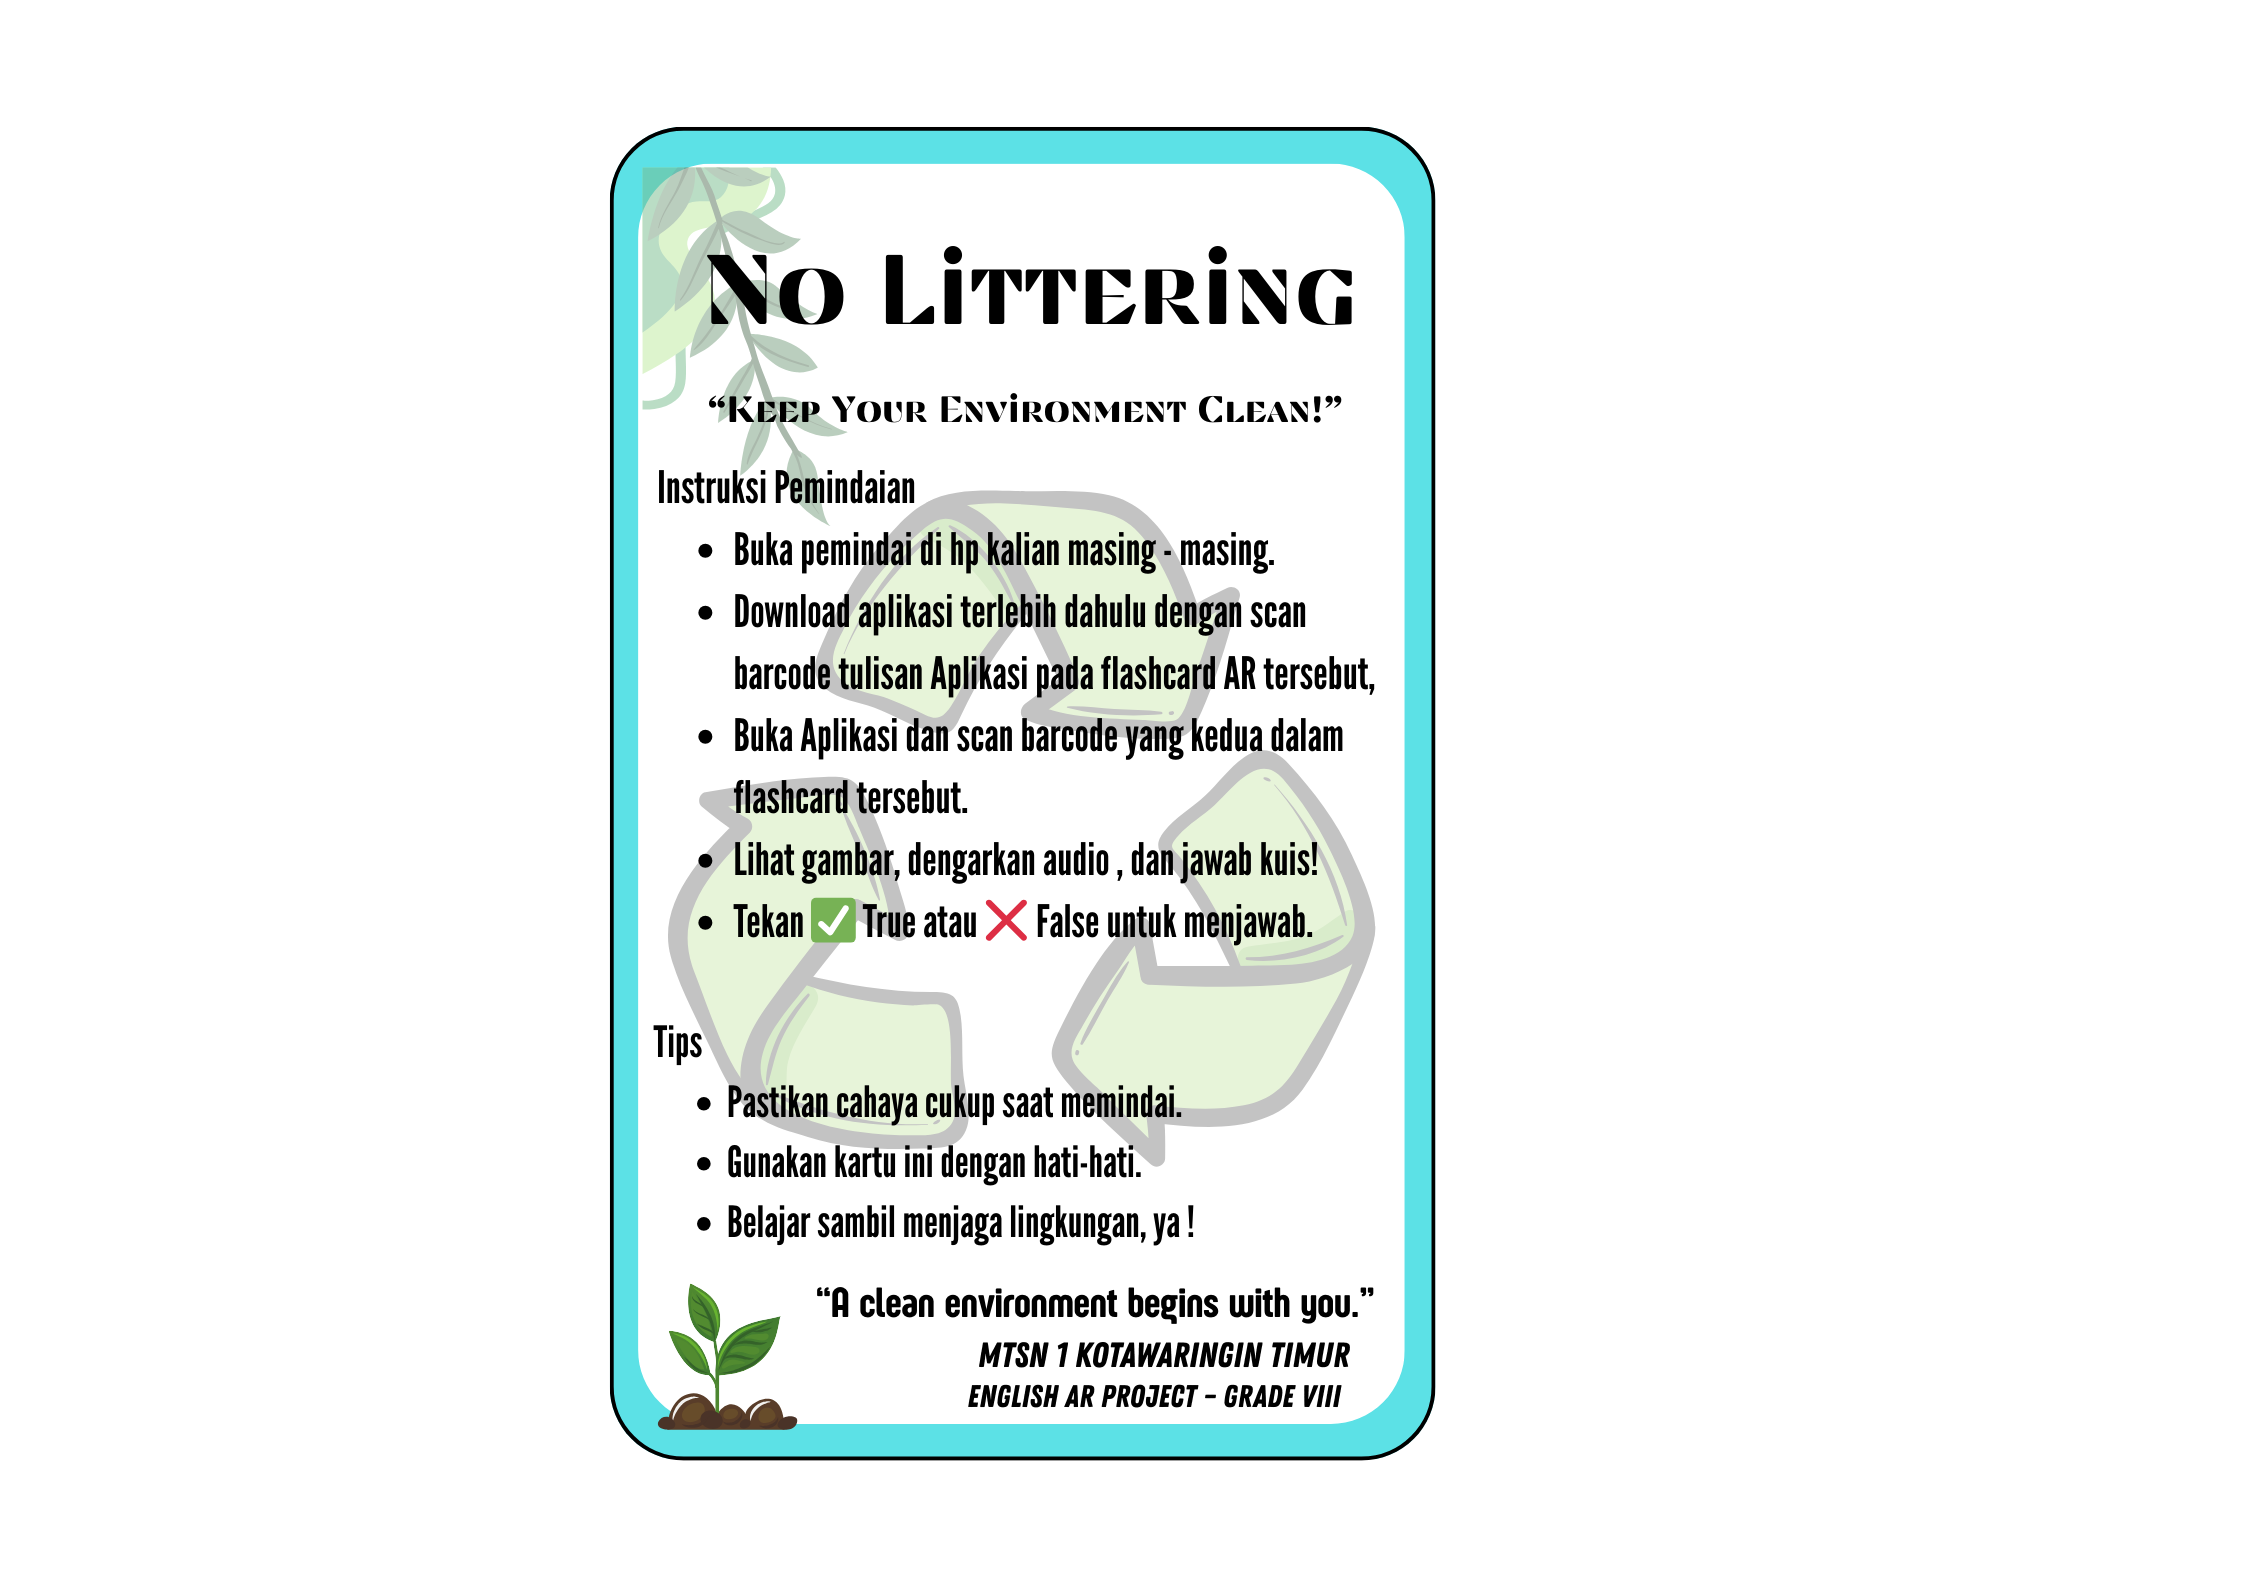 No Littering
“Keep Your Environment Clean!”
Instruksi Pemindaian
• Buka pemindai di hp kalian masing - masing.
• Download aplikasi terlebih dahulu dengan scan
barcode tulisan Aplikasi pada flashcard AR tersebut,
• Buka Aplikasi dan scan barcode yang kedua dalam
flashcard tersebut.
• Lihat gambar, dengarkan audio , dan jawab kuis!
• Tekan ✅ True atau ❌ False untuk menjawab.
Tips
• Pastikan cahaya cukup saat memindai.
• Gunakan kartu ini dengan hati-hati.
• Belajar sambil menjaga lingkungan, ya !
“A clean environment begins with you.”
MTSN 1 KOTAWARINGIN TIMUR
ENGLISH AR PROJECT – GRADE VIII